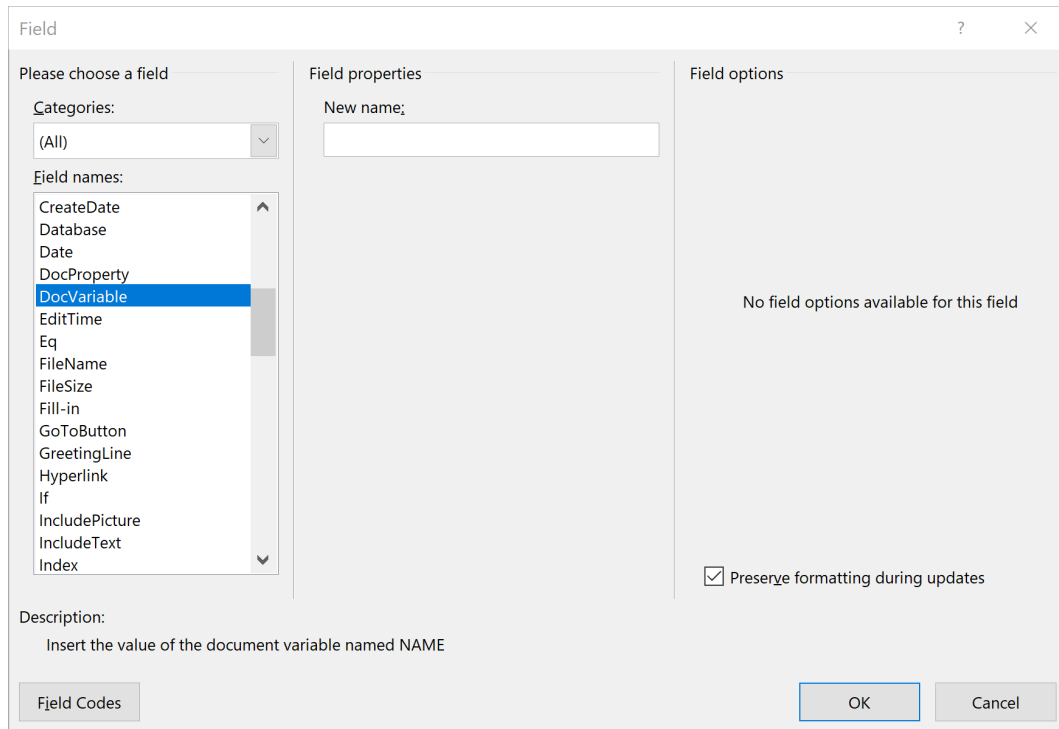 Field
?
Please choose a field
Categories:
(All)
Field names:
CreateDate
Database
Date
DocProperty
DocVariable
EditTime
Eq
FileName
FileSize
Fill-in
GoToButton
GreetingLine
Hyperlink
If
IncludePicture
IncludeText
Index
Field properties
New name:
Field options
No field options available for this field
Preserve formatting during updates
Description:
Insert the value of the document variable named NAME
Field Codes
OK
Cancel